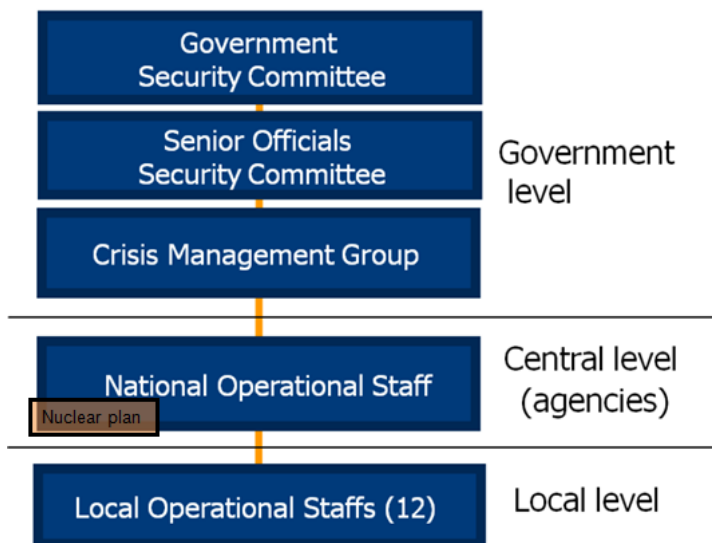 Government
Security Committee
Senior Officials
Security Committee
Government
level
Crisis Management Group
National Operational Staff
Central level
(agencies)
Nuclear plan
Local Operational Staffs (12)
Local level